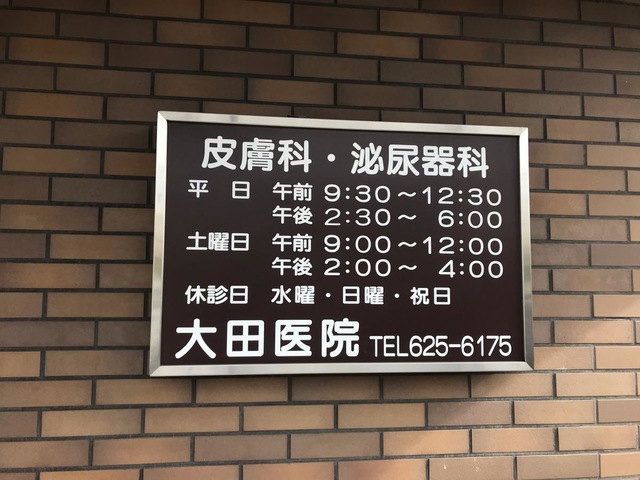 皮膚科・泌尿器科
平日 午前 9:30～12:30
午後 2:30～ 6:00
土曜日 午前 9:00～12:00
午後 2:00～ 4:00
休診日 水曜・日曜・祝日
大田医院 TEL625-6175